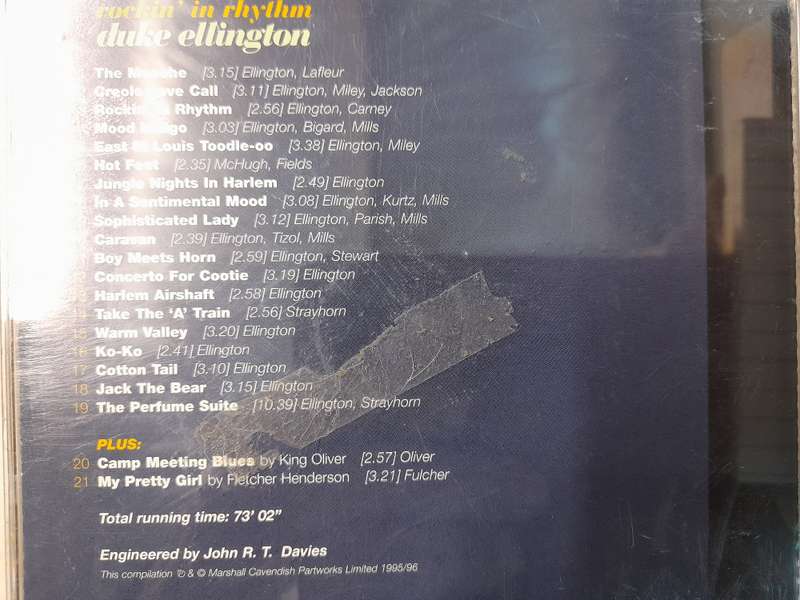 rockin' in rhythm
duke ellington
The Mooche [3.15] Ellington, Lafleur
Creole Love Call [3.11] Ellington, Miley, Jackson
Rockin' In Rhythm [2.56] Ellington, Carney
Mood Indigo [3.03] Ellington, Bigard, Mills
East St Louis Toodle-oo [3.38] Ellington, Miley
Hot Feet [2.35] McHugh, Fields
Jungle Nights In Harlem [2.49] Ellington
In A Sentimental Mood [3.08] Ellington, Kurtz, Mills
Sophisticated Lady [3.12] Ellington, Parish, Mills
Caravan [2.39] Ellington, Tizol, Mills
Boy Meets Horn [2.59] Ellington, Stewart
Concerto For Cootie [3.19] Ellington
Harlem Airshaft [2.58] Ellington
14 Take The 'A' Train [2.56] Strayhorn
15 Warm Valley [3.20] Ellington
16 Ko-Ko [2.41] Ellington
17 Cotton Tail [3.10] Ellington
18 Jack The Bear [3.15] Ellington
19 The Perfume Suite [10.39] Ellington, Strayhorn
PLUS:
20 Camp Meeting Blues by King Oliver [2.57] Oliver
21 My Pretty Girl by Fletcher Henderson [3.21] Fulcher
Total running time: 73' 02"
Engineered by John R. T. Davies
This compilation ℗ & © Marshall Cavendish Partworks Limited 1995/96